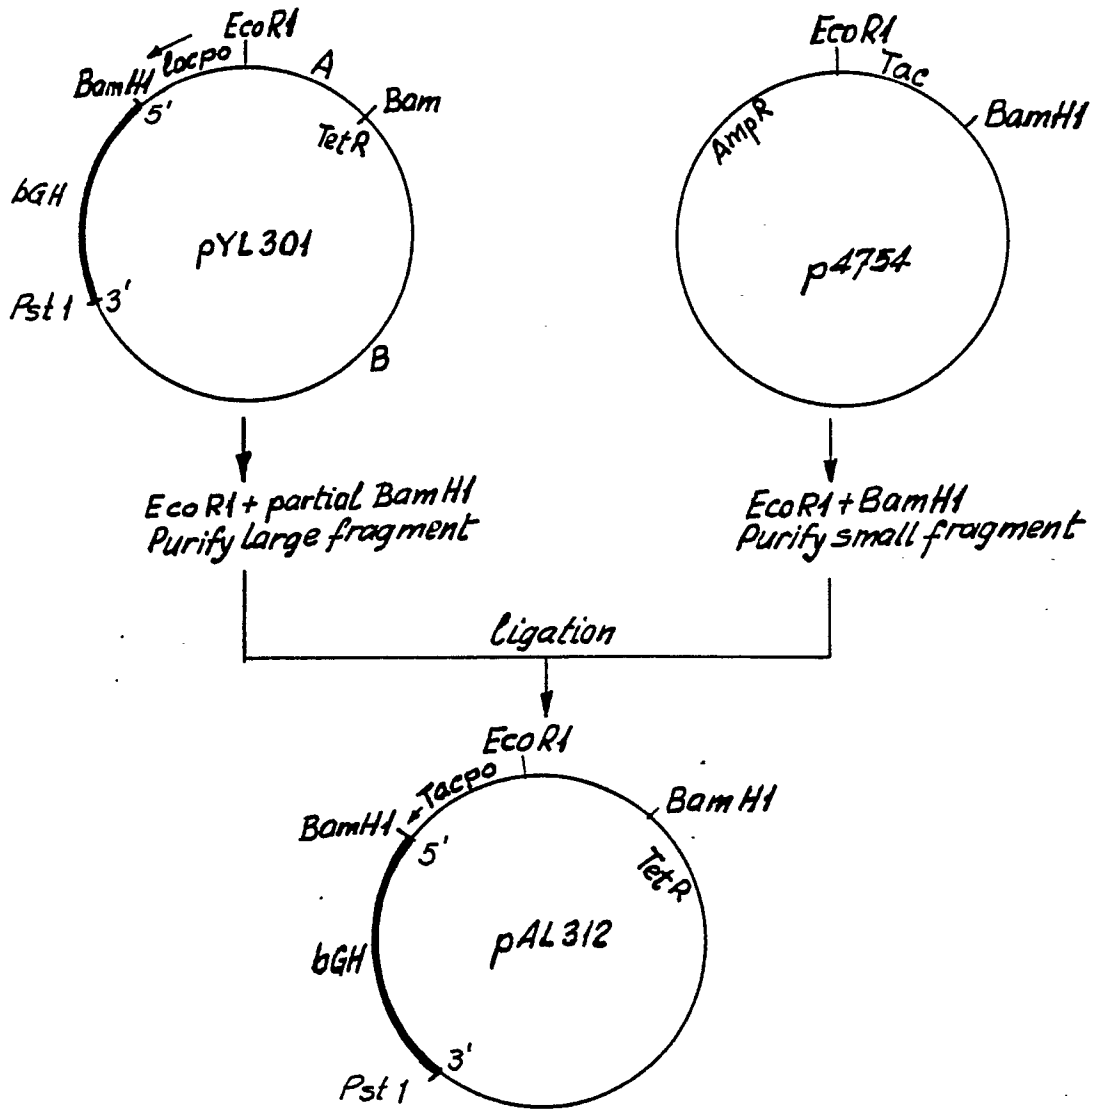 EcoR1
lacpo
A
BamH1
5'
Bam
TetR
bGH
pYL301
Pst1
3'
B
EcoR1
Tac
BamH1
AmpR
p4754
EcoR1 + partial BamH1
Purify large fragment
EcoR1 + BamH1
Purify small fragment
ligation
EcoR1
Tacpo
BamH1
BamH1
5'
TetR
bGH
pAL312
3'
Pst1